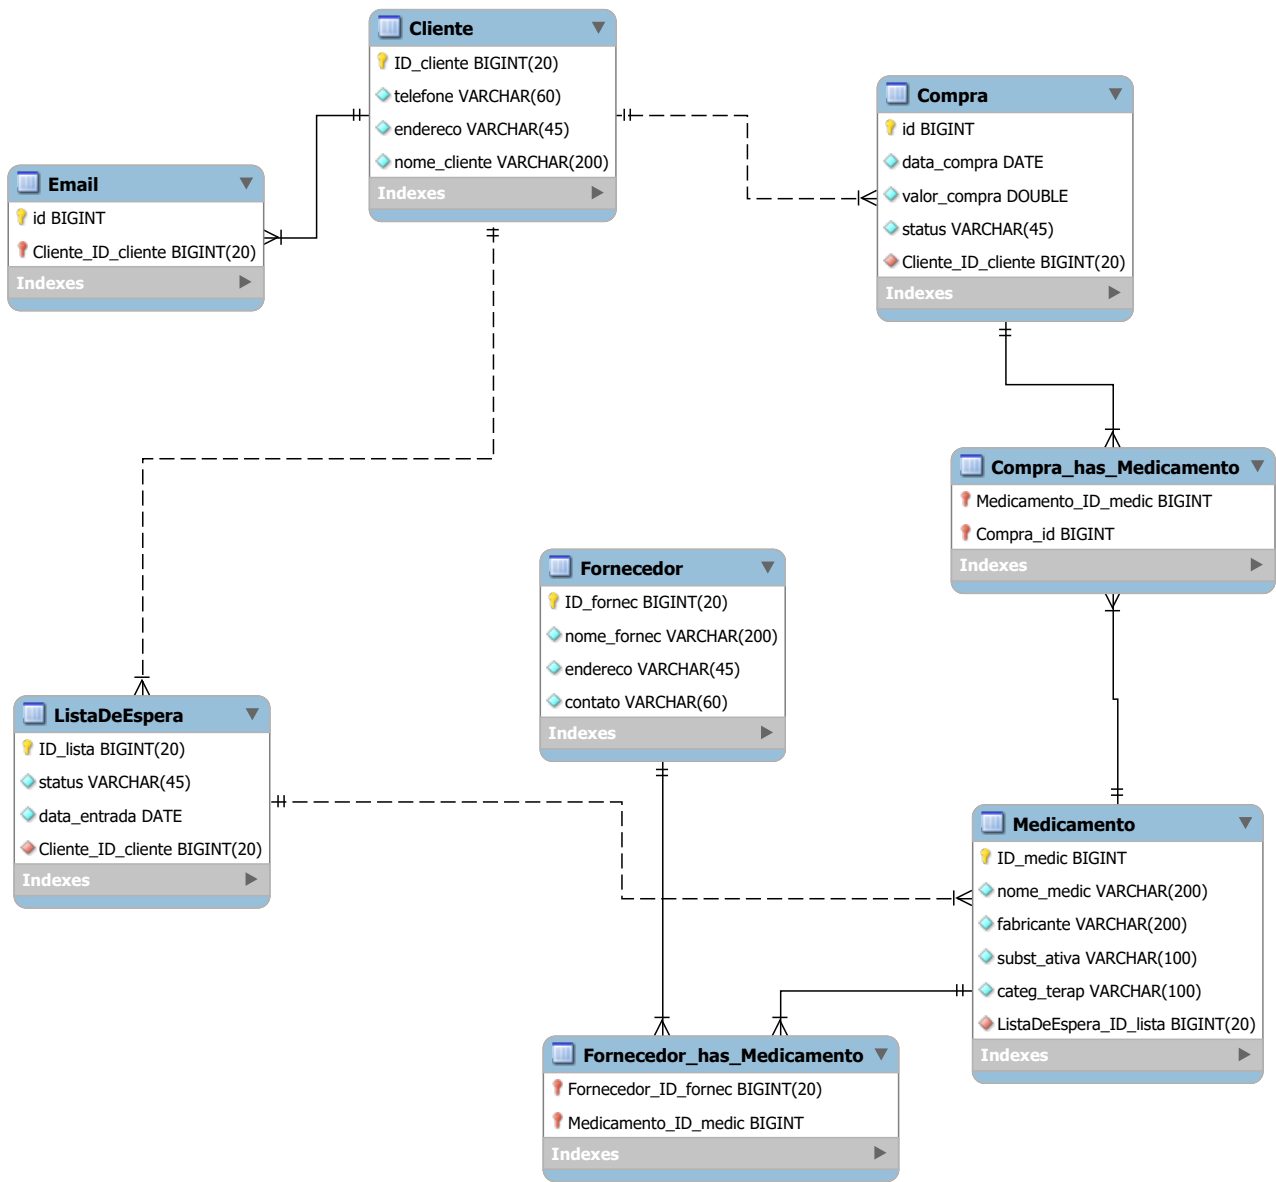 Cliente
ID_cliente BIGINT(20)
telefone VARCHAR(60)
endereco VARCHAR(45)
nome_cliente VARCHAR(200)
Indexes
Compra
id BIGINT
data_compra DATE
valor_compra DOUBLE
status VARCHAR(45)
Cliente_ID_cliente BIGINT(20)
Indexes
Email
id BIGINT
Cliente_ID_cliente BIGINT(20)
Indexes
Compra_has_Medicamento
Medicamento_ID_medic BIGINT
Compra_id BIGINT
Indexes
Fornecedor
ID_fornec BIGINT(20)
nome_fornec VARCHAR(200)
endereco VARCHAR(45)
contato VARCHAR(60)
Indexes
ListaDeEspera
ID_lista BIGINT(20)
status VARCHAR(45)
data_entrada DATE
Cliente_ID_cliente BIGINT(20)
Indexes
Medicamento
ID_medic BIGINT
nome_medic VARCHAR(200)
fabricante VARCHAR(200)
subst_ativa VARCHAR(100)
categ_terap VARCHAR(100)
ListaDeEspera_ID_lista BIGINT(20)
Indexes
Fornecedor_has_Medicamento
Fornecedor_ID_fornec BIGINT(20)
Medicamento_ID_medic BIGINT
Indexes